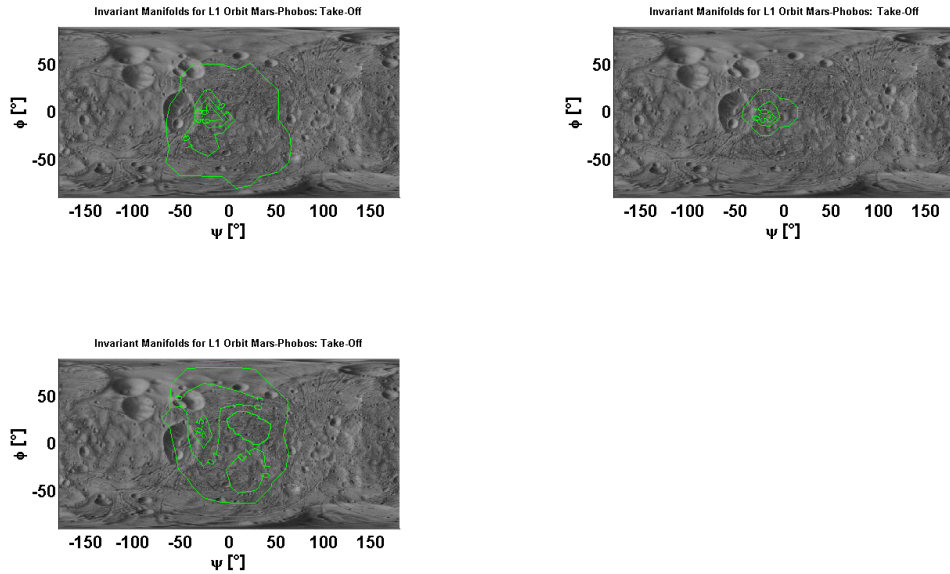 Invariant Manifolds for L1 Orbit Mars-Phobos: Take-Off
50
0
-50
ϕ [°]
-150 -100 -50 0 50 100 150
ψ [°]
Invariant Manifolds for L1 Orbit Mars-Phobos: Take-Off
50
0
-50
ϕ [°]
-150 -100 -50 0 50 100 150
ψ [°]
Invariant Manifolds for L1 Orbit Mars-Phobos: Take-Off
50
0
-50
ϕ [°]
-150 -100 -50 0 50 100 150
ψ [°]